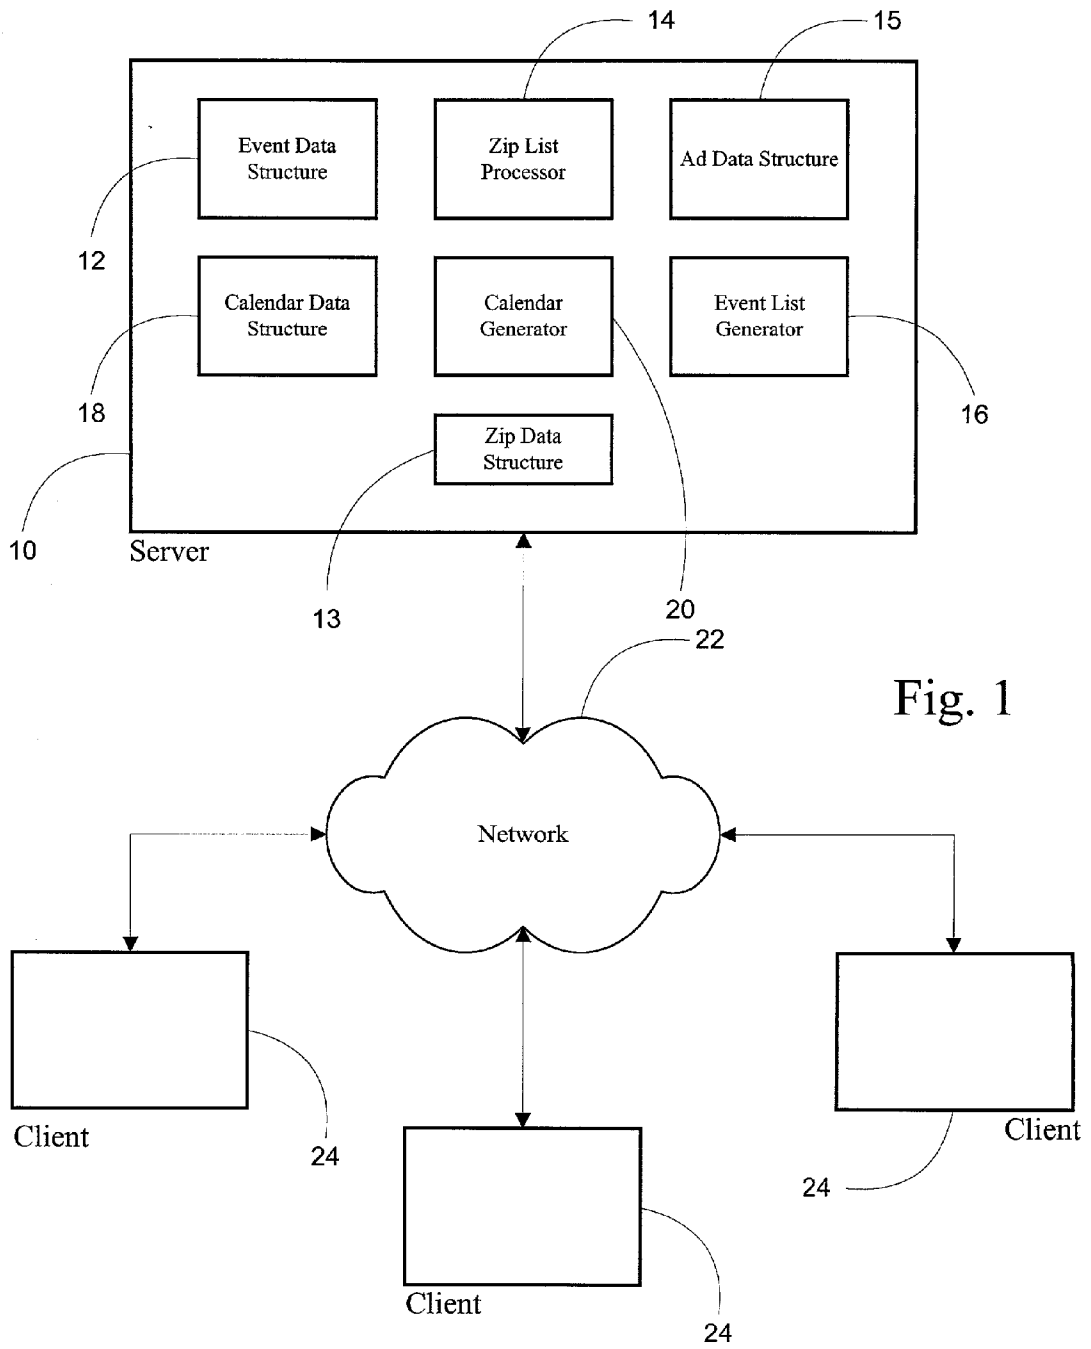 14
15
Event Data
Structure
Zip List
Processor
Ad Data Structure
12
Calendar Data
Structure
Calendar
Generator
Event List
Generator
18
16
Zip Data
Structure
10
Server
13
20
22
Fig. 1
Network
Client
24
Client
24
Client
24